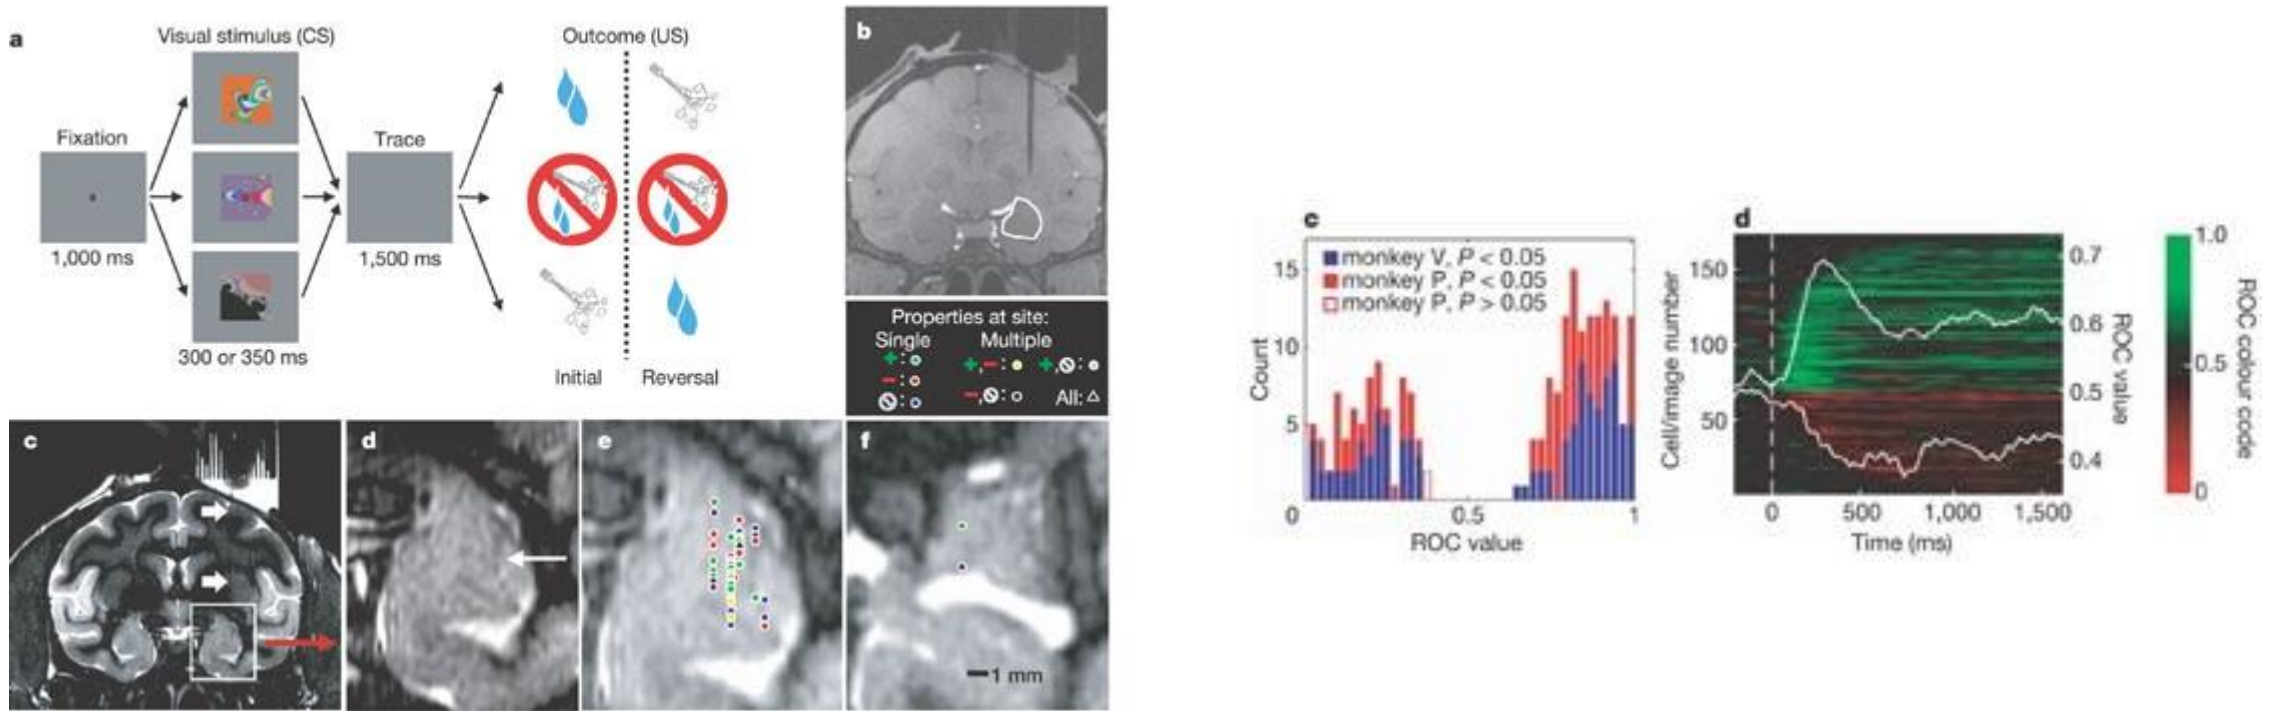 a
Visual stimulus (CS)
Outcome (US)
Fixation
Trace
1,000 ms
1,500 ms
300 or 350 ms
Initial
Reversal
b
Properties at site:
Single
Multiple
+:
+,−:
+,⃠:
−:
−,⃠:
All: △
⃠:
c
d
e
f
1 mm
c
monkey V, P < 0.05
monkey P, P < 0.05
monkey P, P > 0.05
15
10
5
Count
0
0.5
1
ROC value
d
Cell/image number
150
100
50
0
500
1,000
1,500
Time (ms)
0.7
0.6
0.5
0.4
ROC value
1.0
0.5
0
ROC colour code